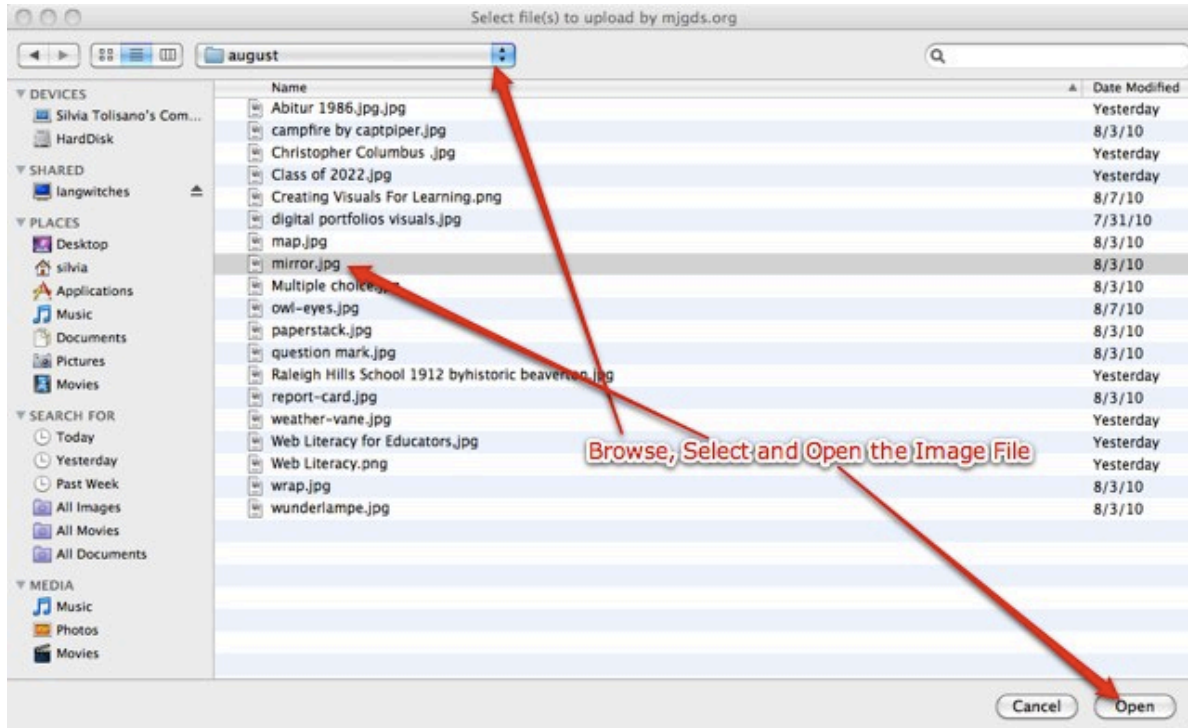 Select file(s) to upload by mjgds.org
august
DEVICES
Silvia Tolisano's Com...
HardDisk
SHARED
langwitches
PLACES
Desktop
silvia
Applications
Music
Documents
Pictures
Movies
SEARCH FOR
Today
Yesterday
Past Week
All Images
All Movies
All Documents
MEDIA
Music
Photos
Movies
Name Date Modified
Abitur 1986.jpg.jpg Yesterday
campfire by captpiper.jpg 8/3/10
Christopher Columbus .jpg Yesterday
Class of 2022.jpg Yesterday
Creating Visuals For Learning.png 8/7/10
digital portfolios visuals.jpg 7/31/10
map.jpg 8/3/10
mirror.jpg 8/3/10
Multiple choice.jpg 8/3/10
owl-eyes.jpg 8/7/10
paperstack.jpg 8/3/10
question mark.jpg 8/3/10
Raleigh Hills School 1912 byhistoric beaverton.jpg Yesterday
report-card.jpg 8/3/10
weather-vane.jpg Yesterday
Web Literacy for Educators.jpg Yesterday
Web Literacy.png Yesterday
wrap.jpg 8/3/10
wunderlampe.jpg 8/3/10
Browse, Select and Open the Image File
Cancel Open